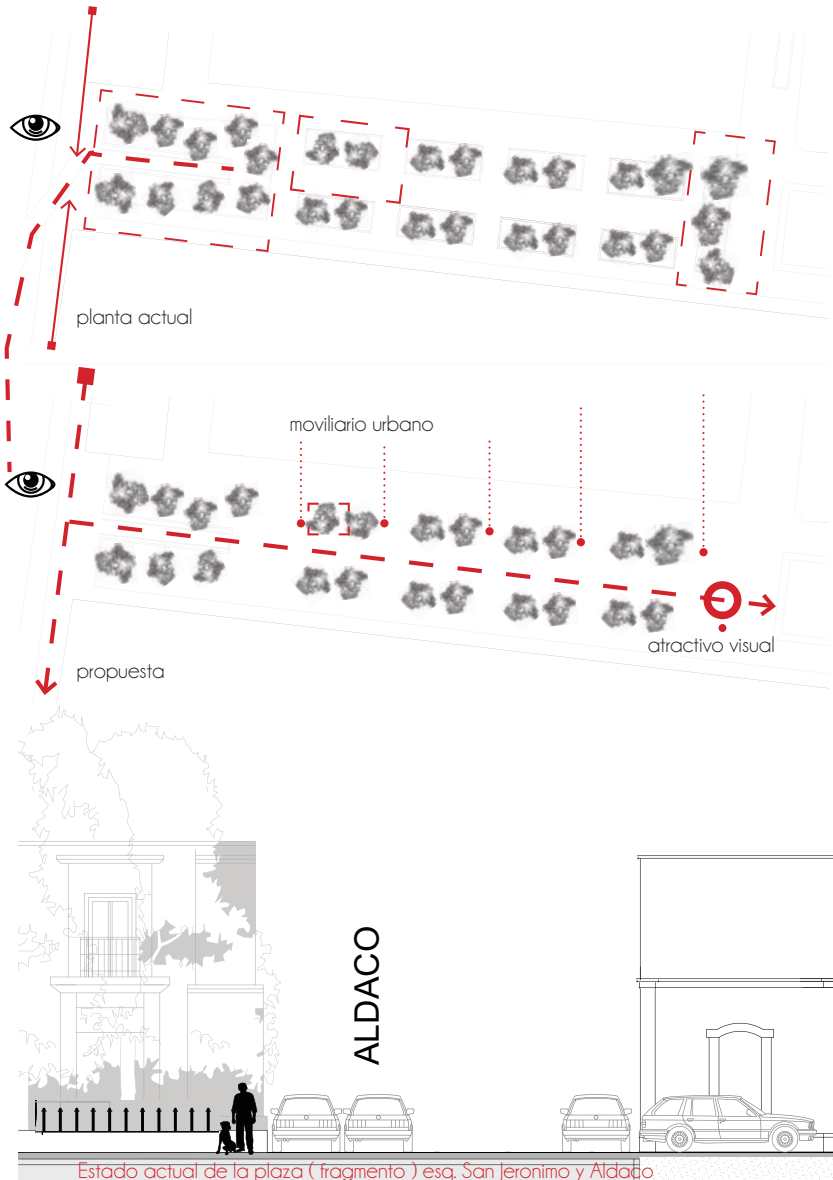 planta actual
moviliario urbano
atractivo visual
propuesta
ALDACO
Estado actual de la plaza ( fragmento ) esq. San Jeronimo y Aldaco